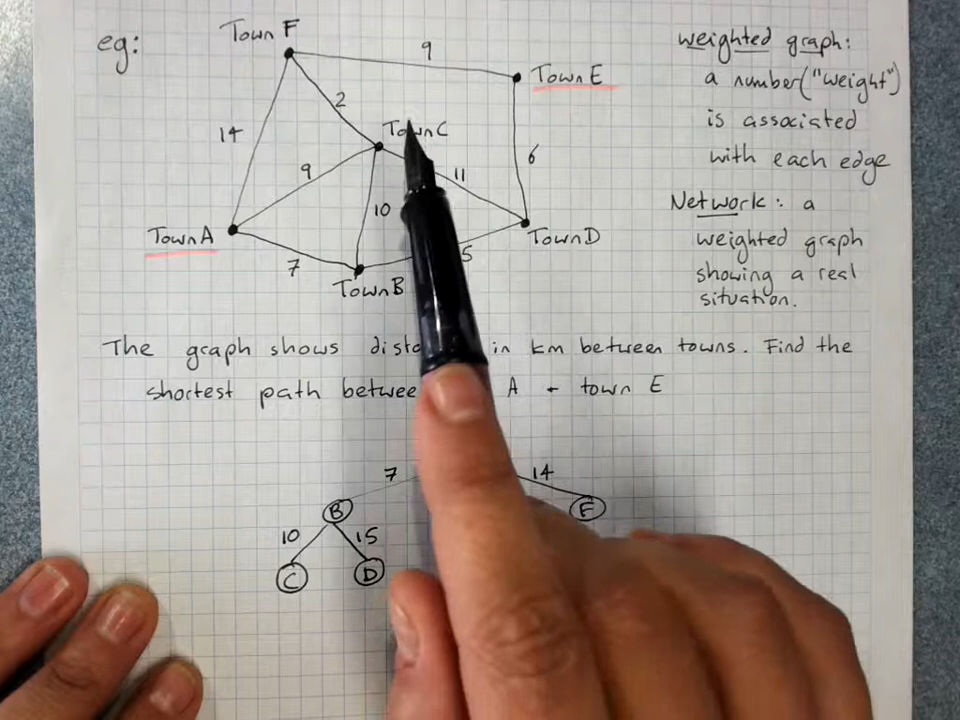 eg:
Town F
9
Town E
2
14
Town C
9
11
6
10
Town A
Town D
7
5
Town B
weighted graph:
a number ("weight")
is associated
with each edge
Network: a
weighted graph
showing a real
situation.
The graph shows in km between towns. Find the
shortest path A + town E
7
14
B
F
10
15
C
D